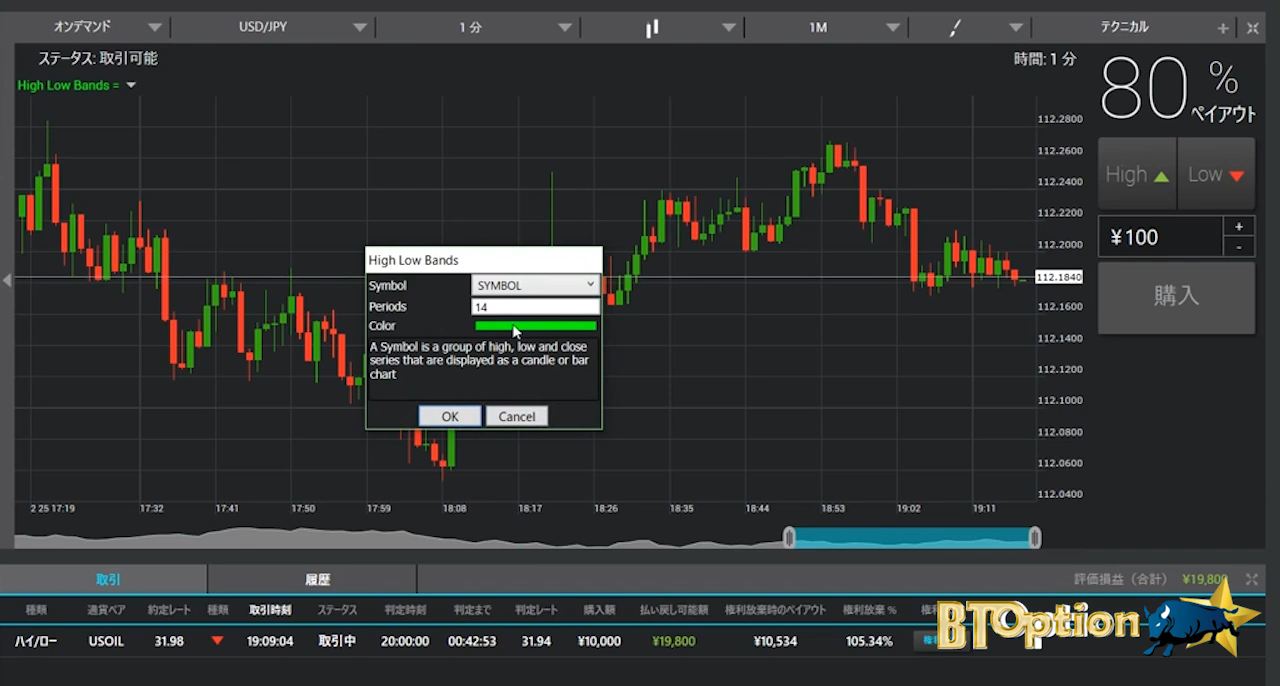 オンデマンド USD/JPY 1 分 1M テクニカル +
ステータス: 取引可能 時間: 1 分
High Low Bands =
80 % ペイアウト
High Low
¥100 + -
購入
112.2800
112.2600
112.2400
112.2200
112.2000
112.1840
112.1600
112.1400
112.1200
112.1000
112.0800
112.0600
112.0400
High Low Bands
Symbol SYMBOL
Periods 14
Color
A Symbol is a group of high, low and close
series that are displayed as a candle or bar
chart
OK Cancel
2 25 17:19 17:32 17:41 17:50 17:59 18:08 18:17 18:26 18:35 18:44 18:53 19:02 19:11
取引 履歴 評価損益（合計） ¥19,800
種類 通貨ペア 約定レート 種類 取引時刻 ステータス 判定時刻 判定まで 判定レート 購入額 払い戻し可能額 権利放棄時のペイアウト 権利放棄 %
ハイ/ロー USOIL 31.98 19:09:04 取引中 20:00:00 00:42:53 31.94 ¥10,000 ¥19,800 ¥10,534 105.34%
BTOption